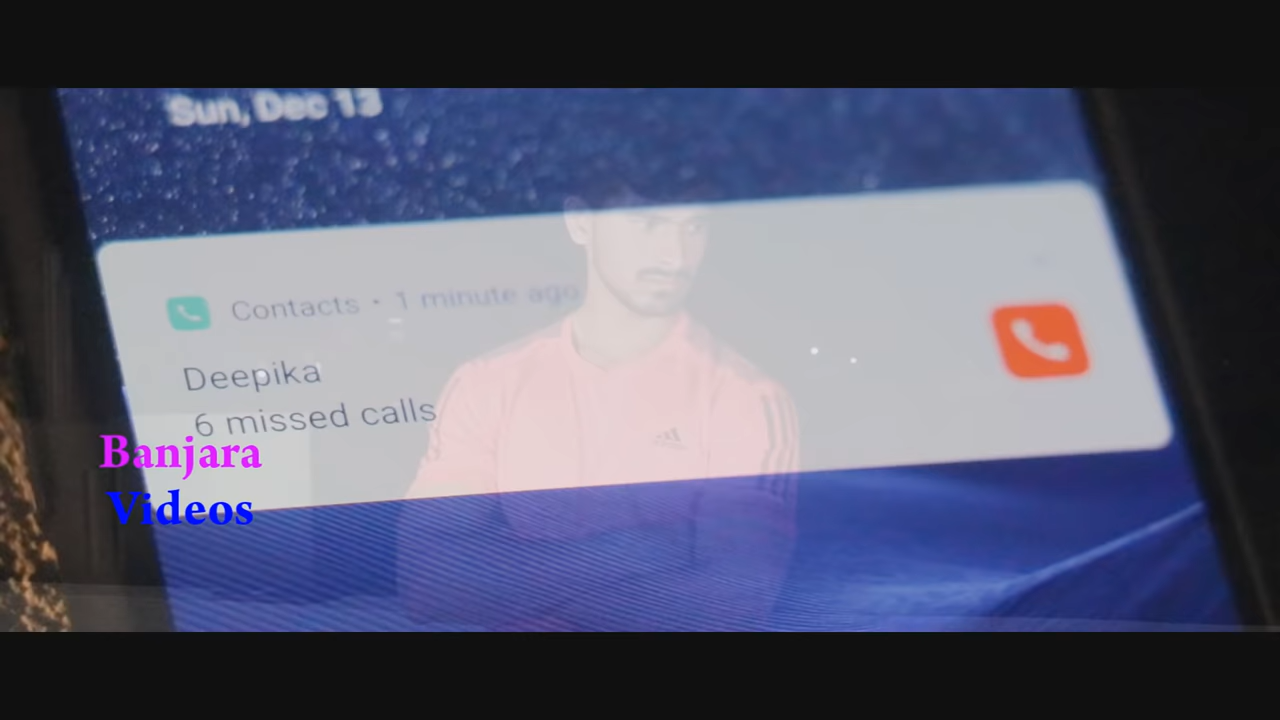 Sun, Dec 13
Contacts • 1 minute ago
Deepika
6 missed calls
Banjara
Videos